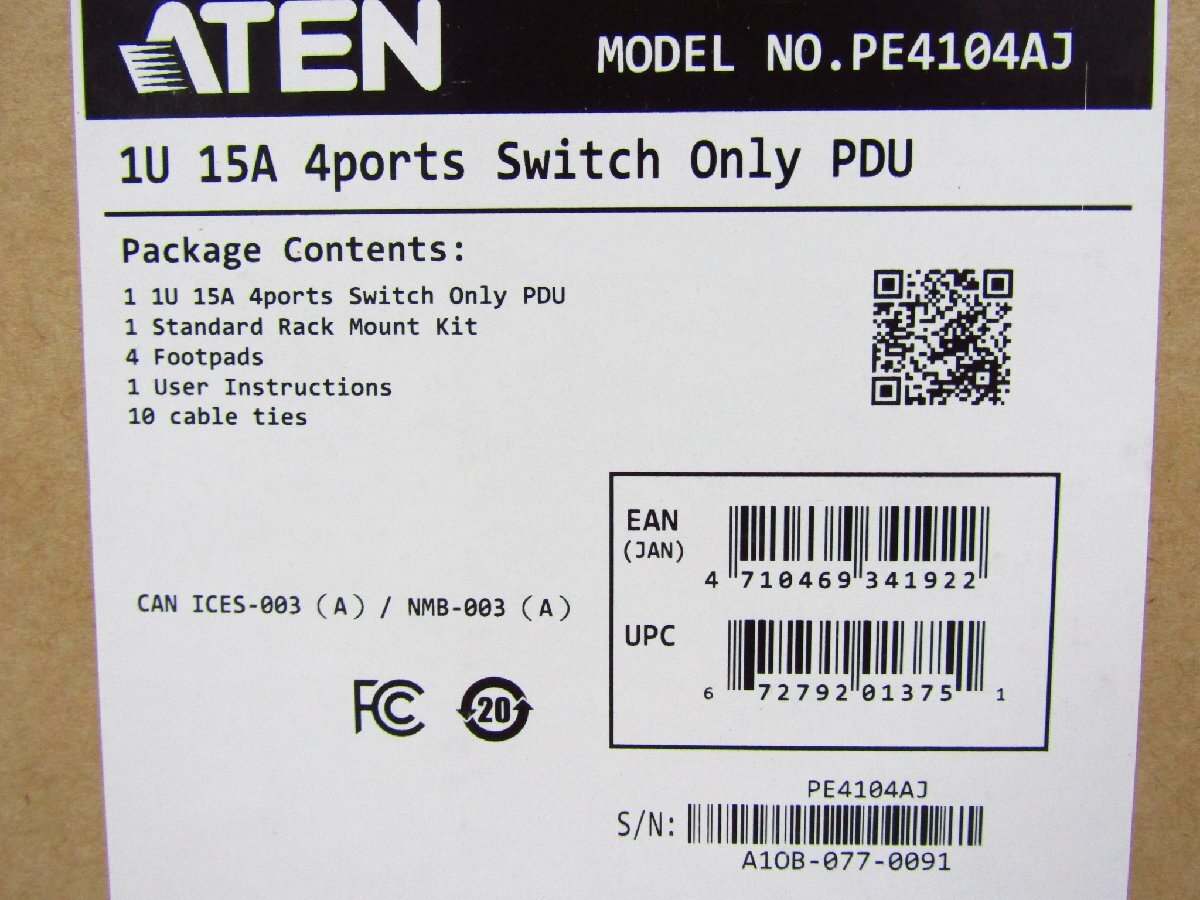 ATEN MODEL NO.PE4104AJ
1U 15A 4ports Switch Only PDU
Package Contents:
1 1U 15A 4ports Switch Only PDU
1 Standard Rack Mount Kit
4 Footpads
1 User Instructions
10 cable ties
EAN
(JAN)
4 710469 341922
CAN ICES-003 (A) / NMB-003 (A)
UPC
6 72792 01375 1
FC 20
PE4104AJ
S/N:
A10B-077-0091